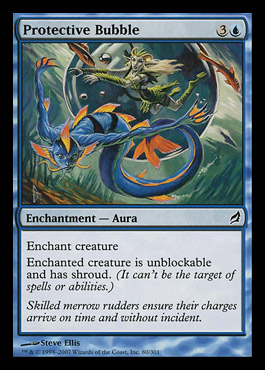 Protective Bubble 3
Enchantment — Aura
Enchant creature
Enchanted creature is unblockable
and has shroud. (It can't be the target of
spells or abilities.)
Skilled merrow rudders ensure their charges
arrive on time and without incident.
Steve Ellis
™ & © 1993–2007 Wizards of the Coast, Inc. 80/301